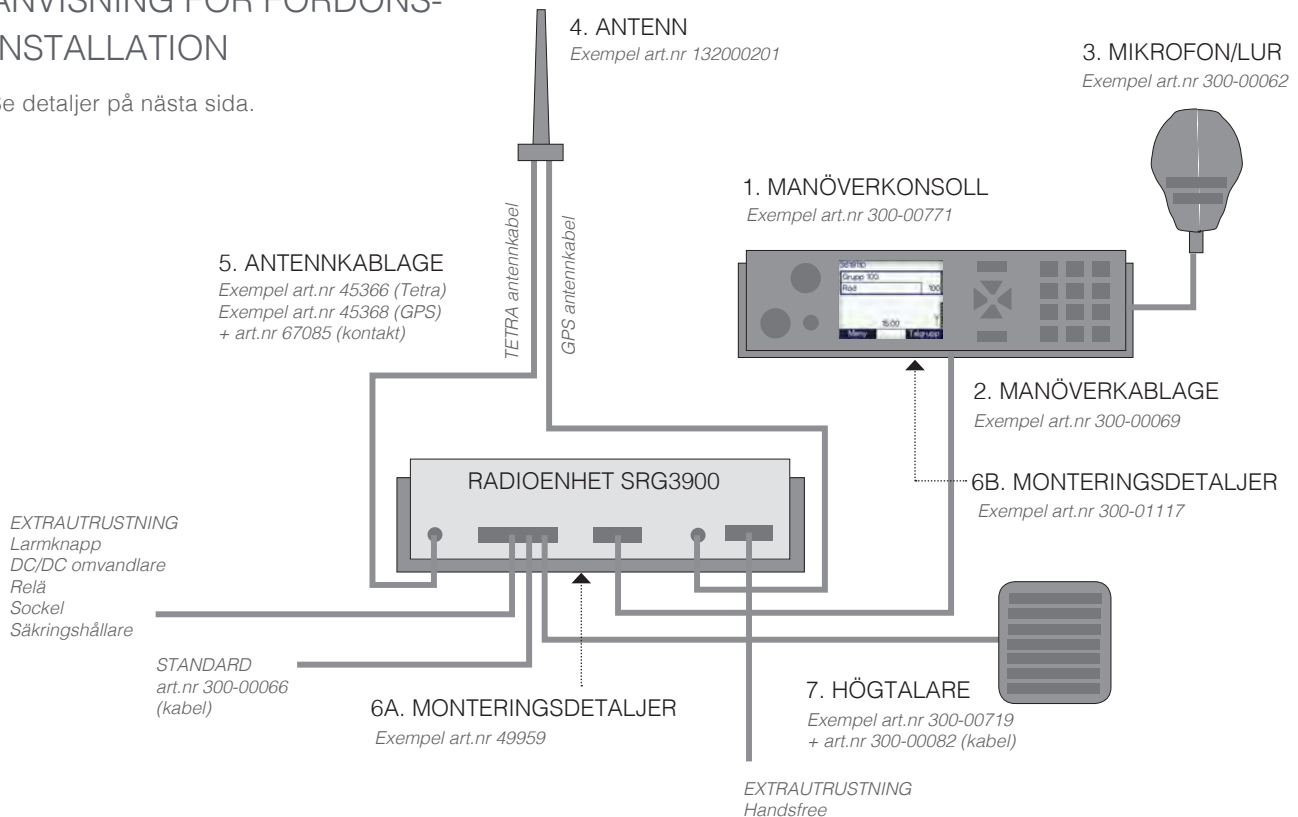 ANVISNING FÖR FORDONS-
INSTALLATION
Se detaljer på nästa sida.
4. ANTENN
Exempel art.nr 132000201
3. MIKROFON/LUR
Exempel art.nr 300-00062
1. MANÖVERKONSOLL
Exempel art.nr 300-00771
5. ANTENNKABLAGE
Exempel art.nr 45366 (Tetra)
Exempel art.nr 45368 (GPS)
+ art.nr 67085 (kontakt)
TETRA antennkabel
GPS antennkabel
Grupp 100
Röd
100
15:00
Meny
Talgrupp
2. MANÖVERKABLAGE
Exempel art.nr 300-00069
RADIOENHET SRG3900
6B. MONTERINGSDETALJER
Exempel art.nr 300-01117
EXTRAUTRUSTNING
Larmknapp
DC/DC omvandlare
Relä
Sockel
Säkringshållare
STANDARD
art.nr 300-00066
(kabel)
6A. MONTERINGSDETALJER
Exempel art.nr 49959
7. HÖGTALARE
Exempel art.nr 300-00719
+ art.nr 300-00082 (kabel)
EXTRAUTRUSTNING
Handsfree